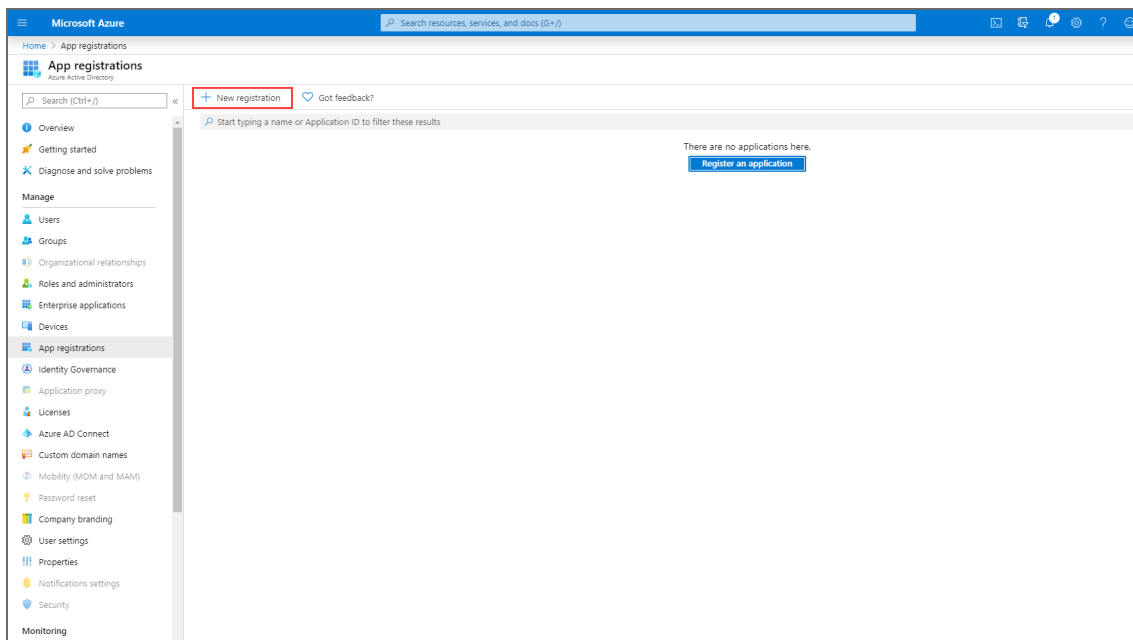 Microsoft Azure
Search resources, services, and docs (G+/)
1
Home > App registrations
App registrations
Azure Active Directory
Search (Ctrl+/)
«
+ New registration
Got feedback?
Start typing a name or Application ID to filter these results
There are no applications here.
Register an application
Overview
Getting started
Diagnose and solve problems
Manage
Users
Groups
Organizational relationships
Roles and administrators
Enterprise applications
Devices
App registrations
Identity Governance
Application proxy
Licenses
Azure AD Connect
Custom domain names
Mobility (MDM and MAM)
Password reset
Company branding
User settings
Properties
Notifications settings
Security
Monitoring